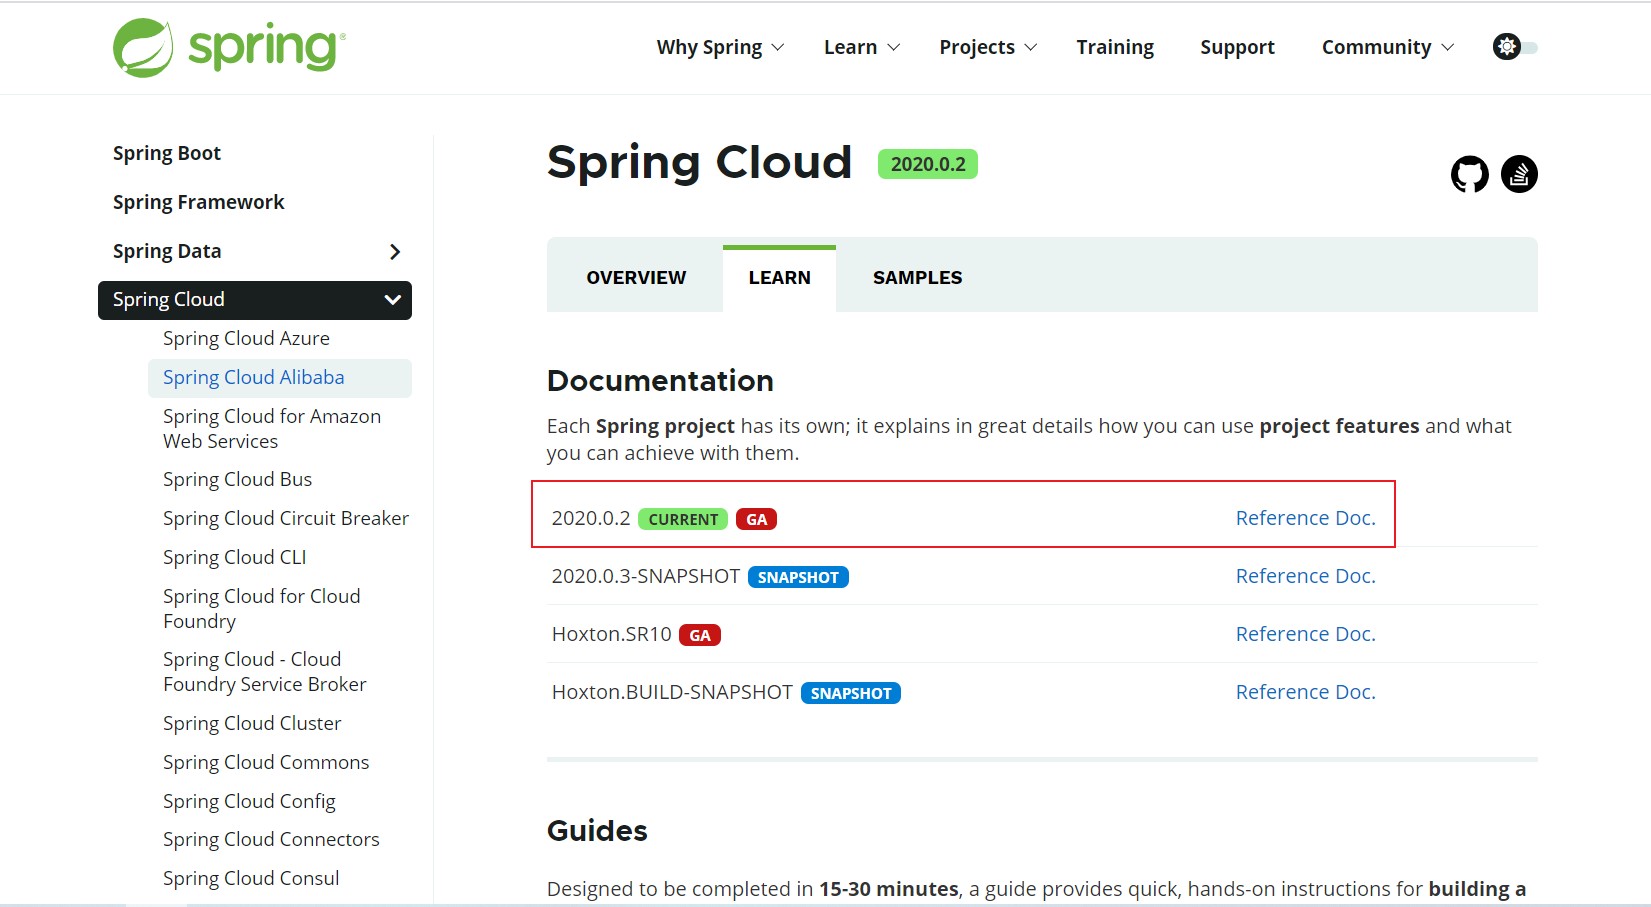 spring
Why Spring
Learn
Projects
Training
Support
Community
Spring Boot
Spring Framework
Spring Data
Spring Cloud
Spring Cloud Azure
Spring Cloud Alibaba
Spring Cloud for Amazon
Web Services
Spring Cloud Bus
Spring Cloud Circuit Breaker
Spring Cloud CLI
Spring Cloud for Cloud
Foundry
Spring Cloud - Cloud
Foundry Service Broker
Spring Cloud Cluster
Spring Cloud Commons
Spring Cloud Config
Spring Cloud Connectors
Spring Cloud Consul
Spring Cloud 2020.0.2
OVERVIEW LEARN SAMPLES
Documentation
Each Spring project has its own; it explains in great details how you can use project features and what
you can achieve with them.
2020.0.2 CURRENT GA Reference Doc.
2020.0.3-SNAPSHOT SNAPSHOT Reference Doc.
Hoxton.SR10 GA Reference Doc.
Hoxton.BUILD-SNAPSHOT SNAPSHOT Reference Doc.
Guides
Designed to be completed in 15-30 minutes, a guide provides quick, hands-on instructions for building a